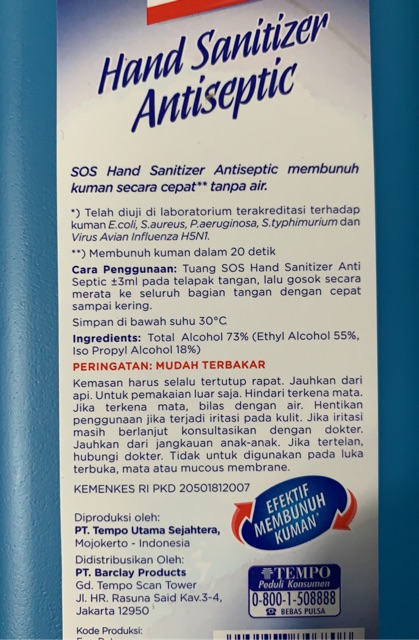 Hand Sanitizer
Antiseptic
SOS Hand Sanitizer Antiseptic membunuh
kuman secara cepat** tanpa air.
*) Telah diuji di laboratorium terakreditasi terhadap
kuman E.coli, S.aureus, P.aeruginosa, S.typhimurium dan
Virus Avian Influenza H5N1.
**) Membunuh kuman dalam 20 detik
Cara Penggunaan: Tuang SOS Hand Sanitizer Anti
Septic ±3ml pada telapak tangan, lalu gosok secara
merata ke seluruh bagian tangan dengan cepat
sampai kering.
Simpan di bawah suhu 30°C
Ingredients: Total Alcohol 73% (Ethyl Alcohol 55%,
Iso Propyl Alcohol 18%)
PERINGATAN: MUDAH TERBAKAR
Kemasan harus selalu tertutup rapat. Jauhkan dari
api. Untuk pemakaian luar saja. Hindari terkena mata.
Jika terkena mata, bilas dengan air. Hentikan
penggunaan jika terjadi iritasi pada kulit. Jika iritasi
masih berlanjut konsultasikan dengan dokter.
Jauhkan dari jangkauan anak-anak. Jika tertelan,
hubungi dokter. Tidak untuk digunakan pada luka
terbuka, mata atau mucous membrane.
KEMENKES RI PKD 20501812007
EFEKTIF
MEMBUNUH
KUMAN*
Diproduksi oleh:
PT. Tempo Utama Sejahtera,
Mojokerto - Indonesia
Didistribusikan Oleh:
PT. Barclay Products
Gd. Tempo Scan Tower
Jl. HR. Rasuna Said Kav.3-4,
Jakarta 12950
TEMPO
Peduli Konsumen
0-800-1-508888
BEBAS PULSA
Kode Produksi: